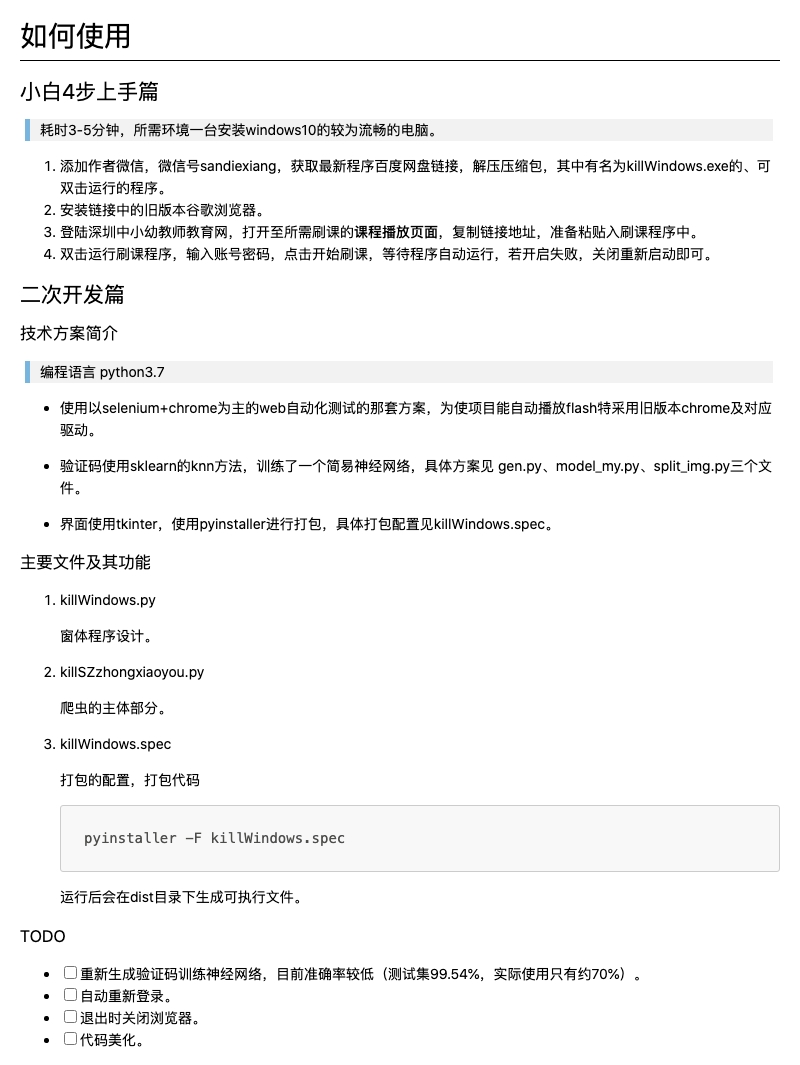 如何使用
小白4步上手篇
耗时3-5分钟，所需环境一台安装windows10的较为流畅的电脑。
1. 添加作者微信，微信号sandiexiang，获取最新程序百度网盘链接，解压压缩包，其中有名为killWindows.exe的、可
双击运行的程序。
2. 安装链接中的旧版本谷歌浏览器。
3. 登陆深圳中小幼教师教育网，打开至所需刷课的课程播放页面，复制链接地址，准备粘贴入刷课程序中。
4. 双击运行刷课程序，输入账号密码，点击开始刷课，等待程序自动运行，若开启失败，关闭重新启动即可。
二次开发篇
技术方案简介
编程语言 python3.7
• 使用以selenium+chrome为主的web自动化测试的那套方案，为使项目能自动播放flash特采用旧版本chrome及对应
驱动。
• 验证码使用sklearn的knn方法，训练了一个简易神经网络，具体方案见 gen.py、model_my.py、split_img.py三个文
件。
• 界面使用tkinter，使用pyinstaller进行打包，具体打包配置见killWindows.spec。
主要文件及其功能
1. killWindows.py
窗体程序设计。
2. killSZzhongxiaoyou.py
爬虫的主体部分。
3. killWindows.spec
打包的配置，打包代码
pyinstaller -F killWindows.spec
运行后会在dist目录下生成可执行文件。
TODO
• 重新生成验证码训练神经网络，目前准确率较低（测试集99.54%，实际使用只有约70%）。
• 自动重新登录。
• 退出时关闭浏览器。
• 代码美化。